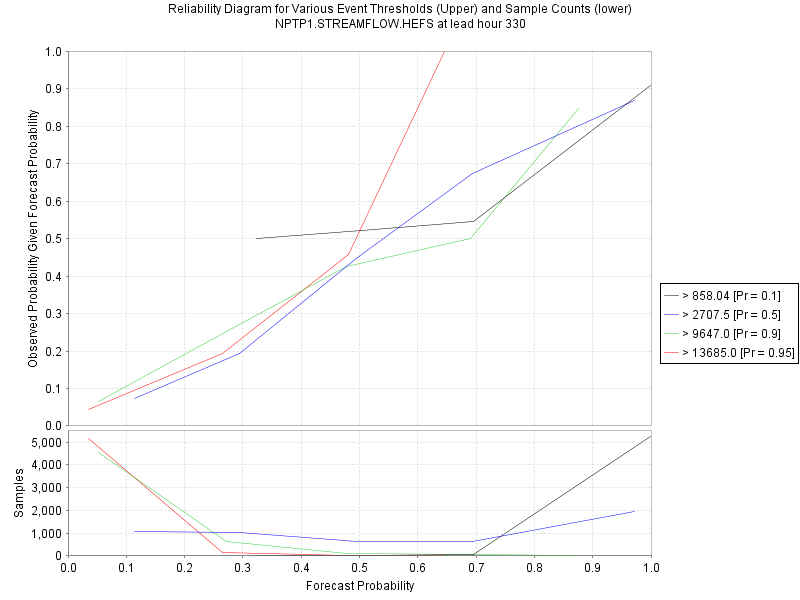 Reliability Diagram for Various Event Thresholds (Upper) and Sample Counts (lower)
NPTP1.STREAMFLOW.HEFS at lead hour 330
Observed Probability Given Forecast Probability
1.0
0.9
0.8
0.7
0.6
0.5
0.4
0.3
0.2
0.1
0.0
> 858.04 [Pr = 0.1]
> 2707.5 [Pr = 0.5]
> 9647.0 [Pr = 0.9]
> 13685.0 [Pr = 0.95]
Samples
5,000
4,000
3,000
2,000
1,000
0
0.0 0.1 0.2 0.3 0.4 0.5 0.6 0.7 0.8 0.9 1.0
Forecast Probability